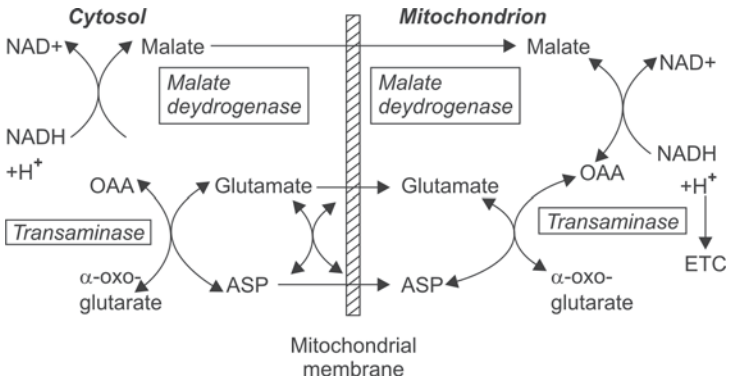 Cytosol
Mitochondrion
NAD+
Malate
Malate
NAD+
Malate
deydrogenase
Malate
deydrogenase
NADH
+H+
NADH
+H+
OAA
Glutamate
Glutamate
OAA
Transaminase
Transaminase
ETC
α-oxo-
glutarate
ASP
ASP
α-oxo-
glutarate
Mitochondrial
membrane